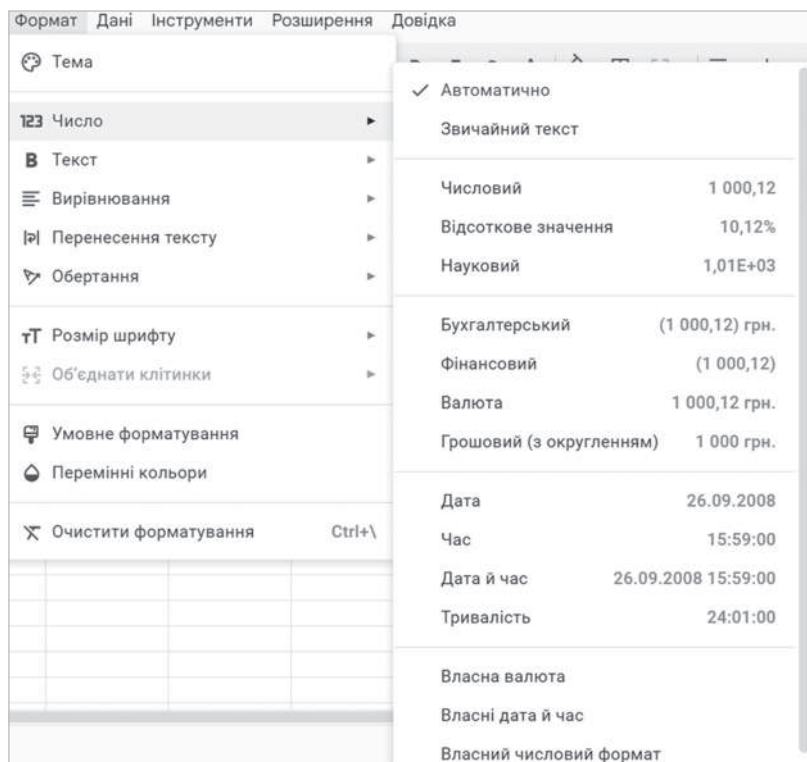 Формат Дані Інструменти Розширення Довідка
Тема
123 Число
B Текст
Вирівнювання
Перенесення тексту
Обертання
тТ Розмір шрифту
Об'єднати клітинки
Умовне форматування
Перемінні кольори
Очистити форматування Ctrl+\
Автоматично
Звичайний текст
Числовий 1 000,12
Відсоткове значення 10,12%
Науковий 1,01E+03
Бухгалтерський (1 000,12) грн.
Фінансовий (1 000,12)
Валюта 1 000,12 грн.
Грошовий (з округленням) 1 000 грн.
Дата 26.09.2008
Час 15:59:00
Дата й час 26.09.2008 15:59:00
Тривалість 24:01:00
Власна валюта
Власні дата й час
Власний числовий формат